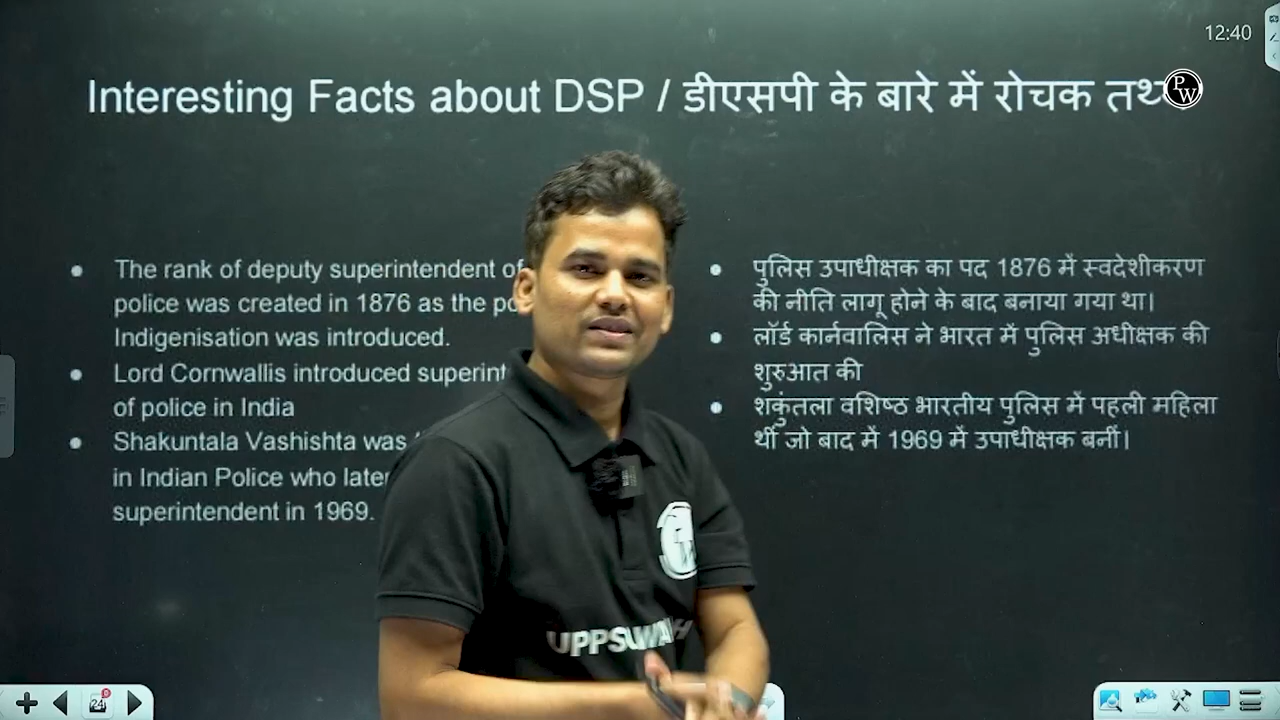 12:40
Interesting Facts about DSP / डीएसपी के बारे में रोचक तथ्य
PW
The rank of deputy superintendent of
police was created in 1876 as the
Indigenisation was introduced.
Lord Cornwallis introduced
of police in India
Shakuntala Vashishta was
in Indian Police who later
superintendent in 1969.
पुलिस उपाधीक्षक का पद 1876 में स्वदेशीकरण
की नीति लागू होने के बाद बनाया गया था।
लॉर्ड कार्नवालिस ने भारत में पुलिस अधीक्षक की
शुरुआत की
शकुंतला वशिष्ठ भारतीय पुलिस में पहली महिला
थीं जो बाद में 1969 में उपाधीक्षक बनीं।
24